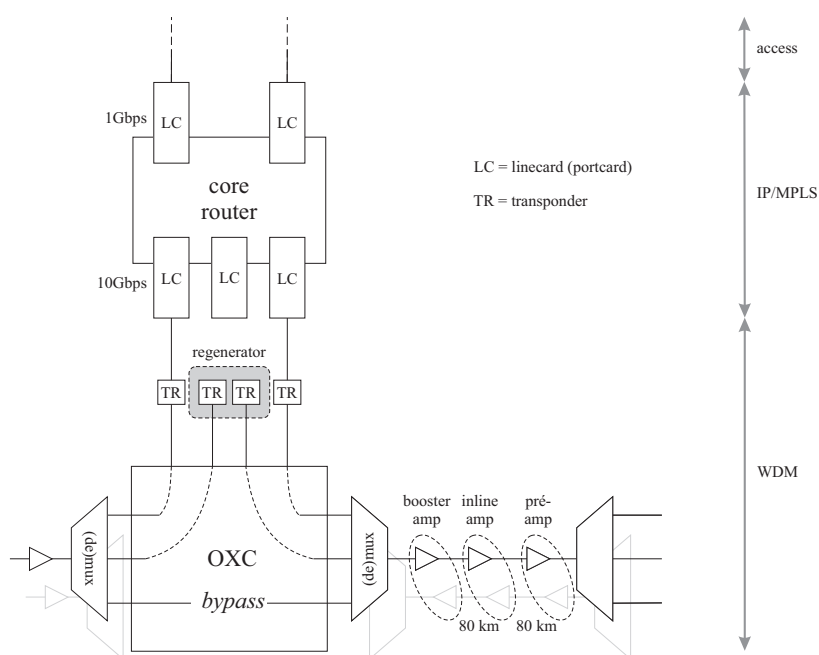 access
1Gbps
LC
LC
LC = linecard (portcard)
TR = transponder
core
router
IP/MPLS
10Gbps
LC
LC
LC
regenerator
TR
TR
TR
TR
WDM
booster
amp
inline
amp
pré-
amp
(de)mux
OXC
(de)mux
bypass
80 km
80 km